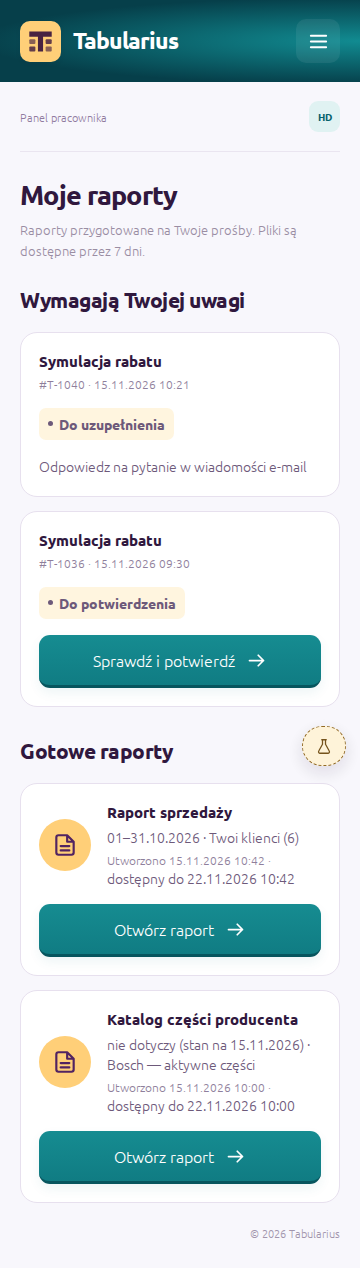 Tabularius
Panel pracownika
HD
Moje raporty
Raporty przygotowane na Twoje prośby. Pliki są
dostępne przez 7 dni.
Wymagają Twojej uwagi
Symulacja rabatu
#T-1040 · 15.11.2026 10:21
Do uzupełnienia
Odpowiedz na pytanie w wiadomości e-mail
Symulacja rabatu
#T-1036 · 15.11.2026 09:30
Do potwierdzenia
Sprawdź i potwierdź
Gotowe raporty
Raport sprzedaży
01–31.10.2026 · Twoi klienci (6)
Utworzono 15.11.2026 10:42 ·
dostępny do 22.11.2026 10:42
Otwórz raport
Katalog części producenta
nie dotyczy (stan na 15.11.2026) ·
Bosch — aktywne części
Utworzono 15.11.2026 10:00 ·
dostępny do 22.11.2026 10:00
Otwórz raport
© 2026 Tabularius